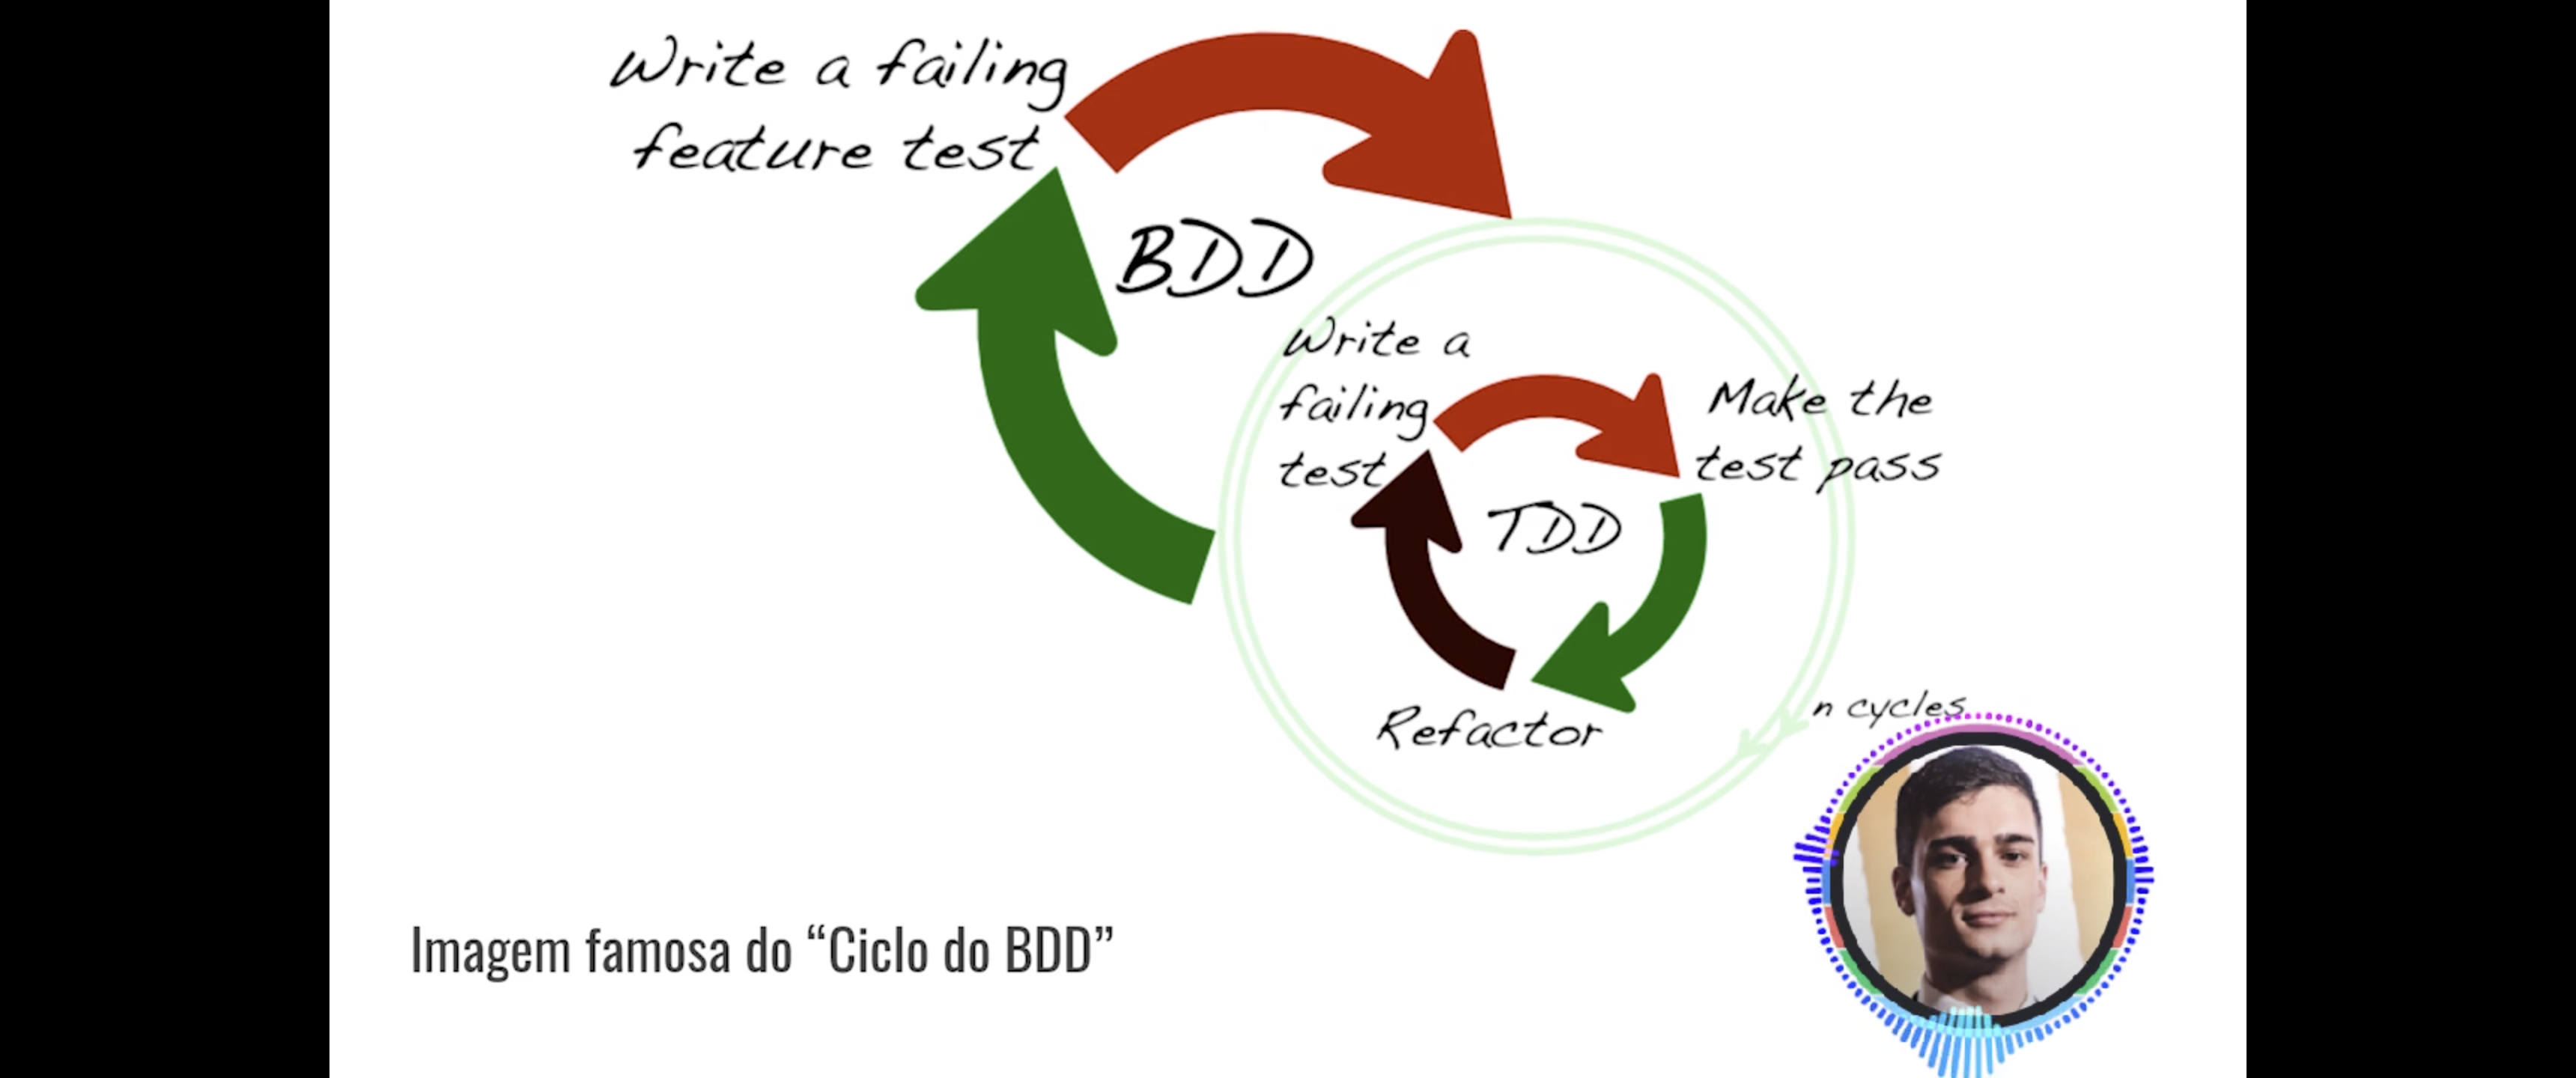 Write a failing
feature test
BDD
Write a
failing
test
Make the
test pass
TDD
Refactor
n cycles
Imagem famosa do “Ciclo do BDD”